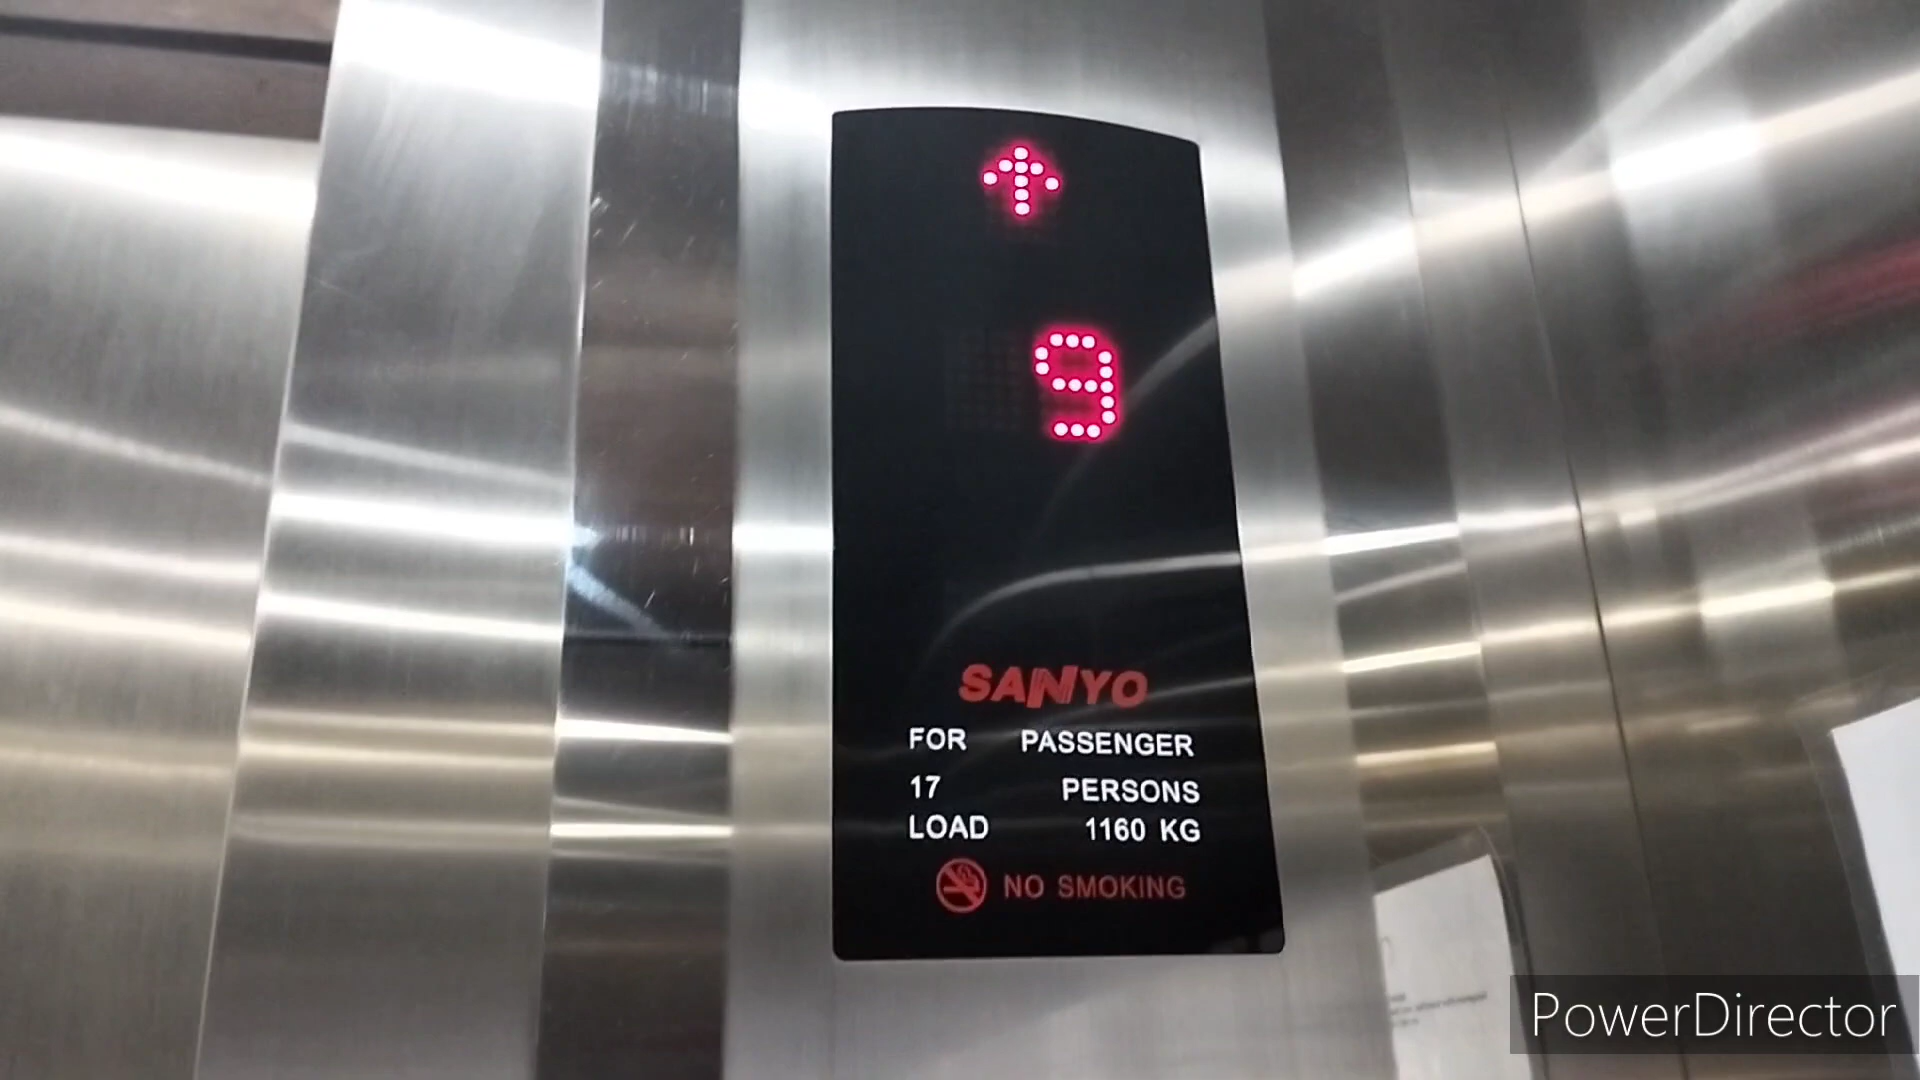 ↑
9
SANYO
FOR PASSENGER
17 PERSONS
LOAD 1160 KG
NO SMOKING
PowerDirector